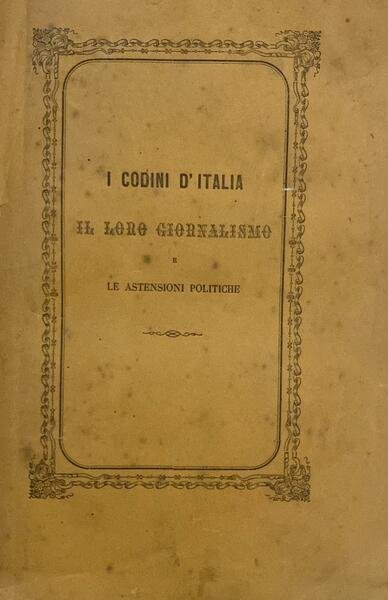 I CODINI D'ITALIA
IL LORO GIORNALISMO
E
LE ASTENSIONI POLITICHE